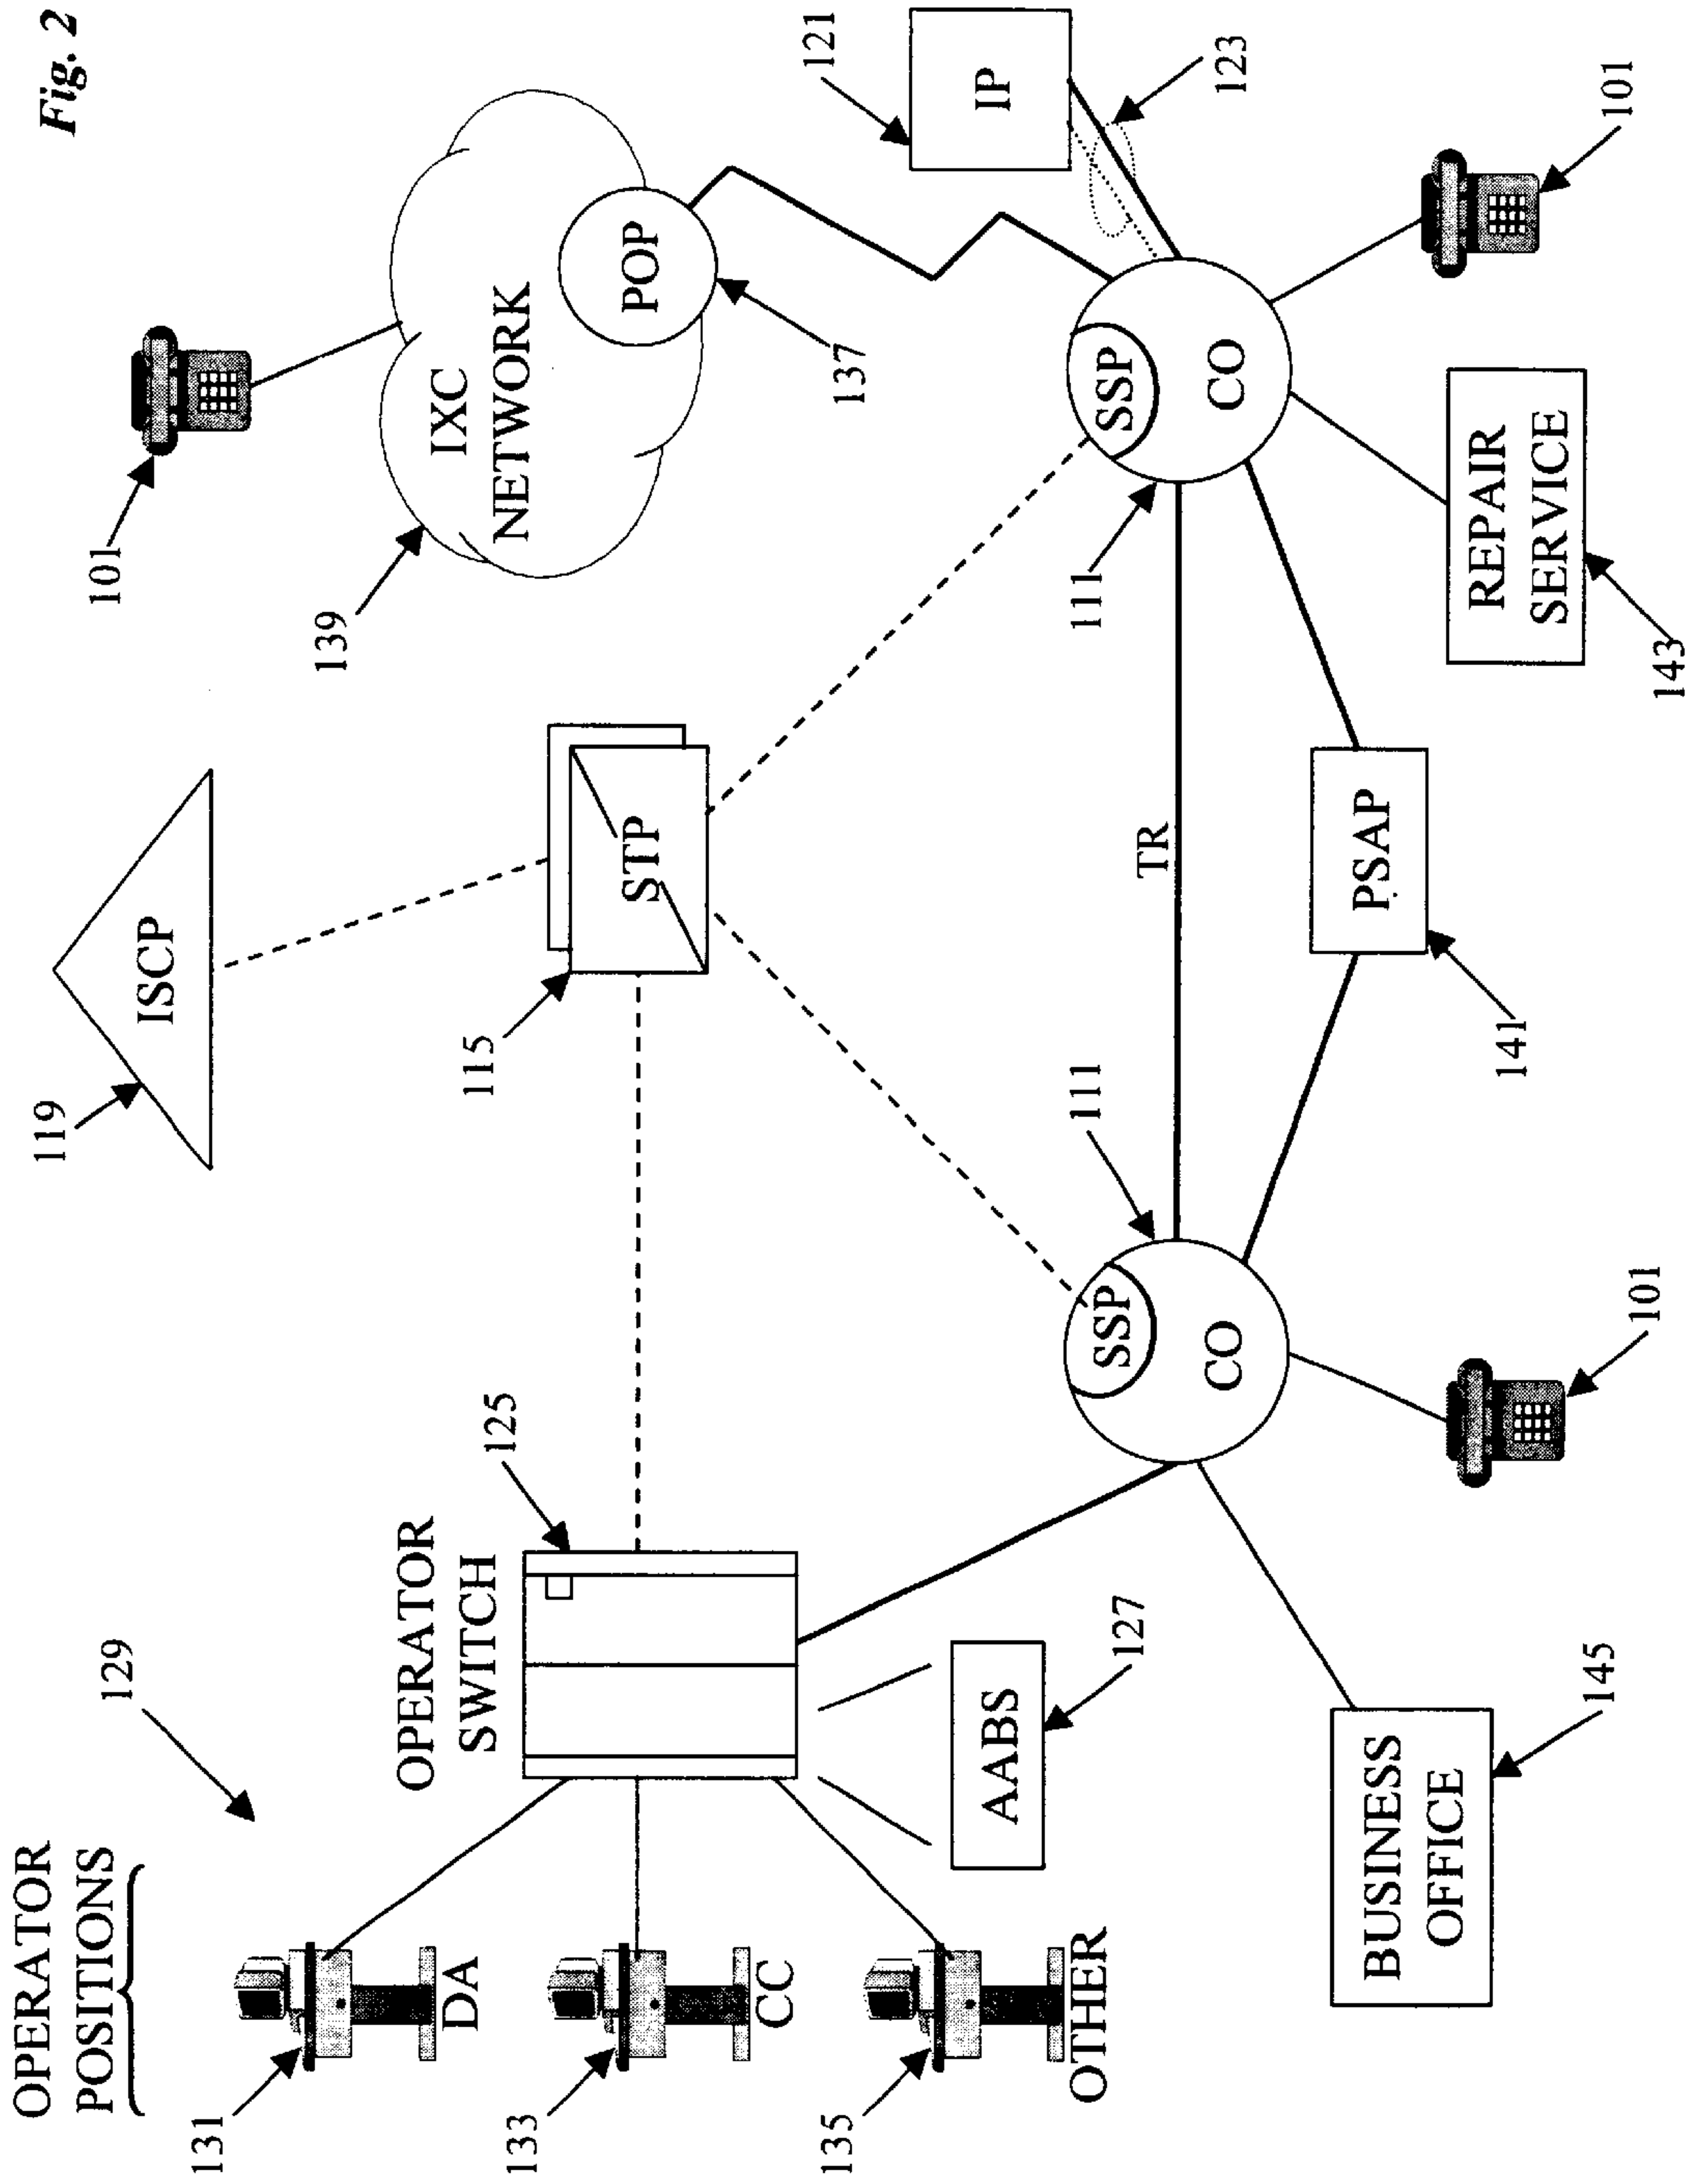 Fig. 2
OPERATOR
POSITIONS
129
131
DA
133
CC
135
OTHER
OPERATOR
SWITCH
125
AABS
127
BUSINESS
OFFICE
145
119
ISCP
115
STP
101
139
IXC
NETWORK
POP
137
121
IP
123
111
SSP
CO
TR
111
SSP
CO
101
PSAP
141
REPAIR
SERVICE
143
101